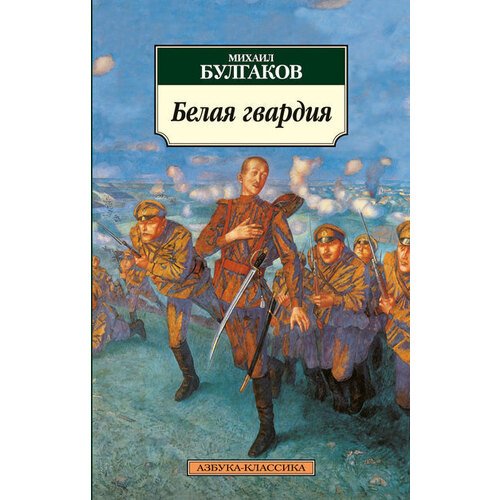 МИХАИЛ
БУЛГАКОВ
Белая гвардия
АЗБУКА-КЛАССИКА